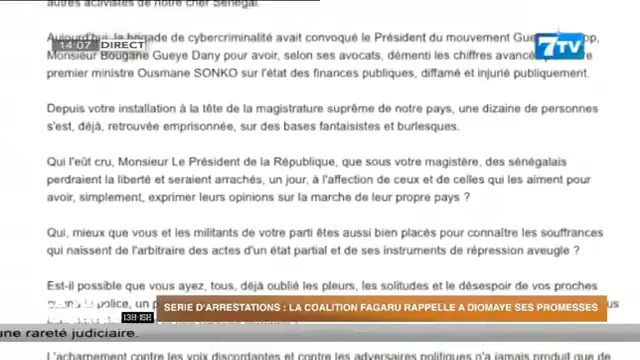 autres activistes de notre cher Sénégal.
Aujourd'hui, la brigade de cybercriminalité avait convoqué le Président du mouvement
14:07 DIRECT
7TV
Monsieur Bougane Gueye Dany pour avoir, selon ses avocats, démenti les chiffres
premier ministre Ousmane SONKO sur l'état des finances publiques, diffamé et injurié publiquement.
Depuis votre installation à la tête de la magistrature suprême de notre pays, une dizaine de personnes
s'est, déjà, retrouvée emprisonnée, sur des bases fantaisistes et burlesques.
Qui l'eût cru, Monsieur Le Président de la République, que sous votre magistère, des sénégalais
perdraient la liberté et seraient arrachés, un jour, à l'affection de ceux et de celles qui les aiment pour
avoir, simplement, exprimer leurs opinions sur la marche de leur propre pays ?
Qui, mieux que vous et les militants de votre parti êtes aussi bien placés pour connaître les souffrances
qui naissent de l'arbitraire des actes d'un état partial et de ses instruments de répression aveugle ?
Est-il possible que vous ayez, tous, déjà oublié les pleurs, les solitudes et le désespoir de vos proches
SERIE D'ARRESTATIONS : LA COALITION FAGARU RAPPELLE A DIOMAYE SES PROMESSES
13H-15H
une rareté judiciaire.
L'acharnement contre les voix discordantes et contre les adversaires politiques n'a jamais produit que de